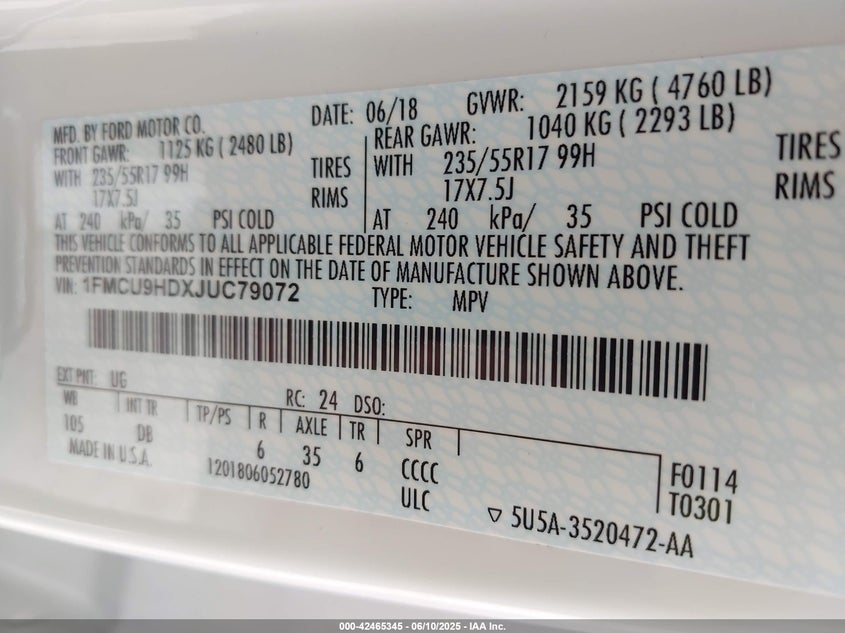 MFD. BY FORD MOTOR CO.
DATE: 06/18 GVWR: 2159 KG ( 4760 LB)
FRONT GAWR: 1125 KG ( 2480 LB)
WITH 235/55R17 99H TIRES
17X7.5J RIMS
AT 240 kPa/ 35 PSI COLD
REAR GAWR: 1040 KG ( 2293 LB)
WITH 235/55R17 99H TIRES
17X7.5J RIMS
AT 240 kPa/ 35 PSI COLD
THIS VEHICLE CONFORMS TO ALL APPLICABLE FEDERAL MOTOR VEHICLE SAFETY AND THEFT
PREVENTION STANDARDS IN EFFECT ON THE DATE OF MANUFACTURE SHOWN ABOVE.
VIN: 1FMCU9HDXJUC79072 TYPE: MPV
EXT PNT: UG RC: 24 DSO:
WB INT TR TP/PS R AXLE TR SPR
105 DB 6 35 6 CCCC
MADE IN U.S.A. 1201806052780 ULC
F0114
T0301
▽ 5U5A-3520472-AA
000-42465345 | 06/10/2025 - IAA Inc.